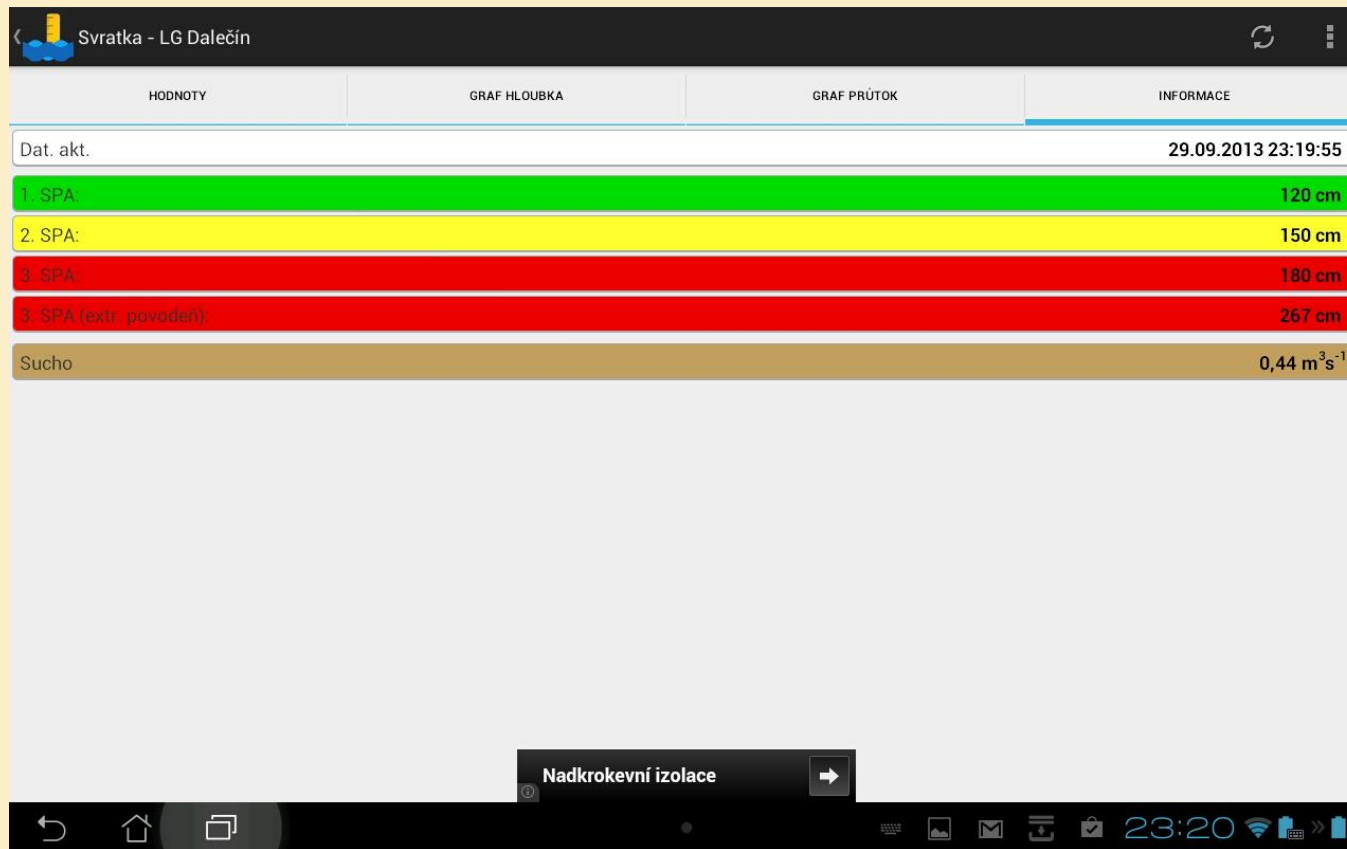 Svratka - LG Dalečín
HODNOTY
GRAF HLOUBKA
GRAF PRŮTOK
INFORMACE
Dat. akt. 29.09.2013 23:19:55
1. SPA: 120 cm
2. SPA: 150 cm
3. SPA: 180 cm
3. SPA (extr. povodeň): 267 cm
Sucho 0,44 m³s⁻¹
Nadkrokevní izolace
23:20